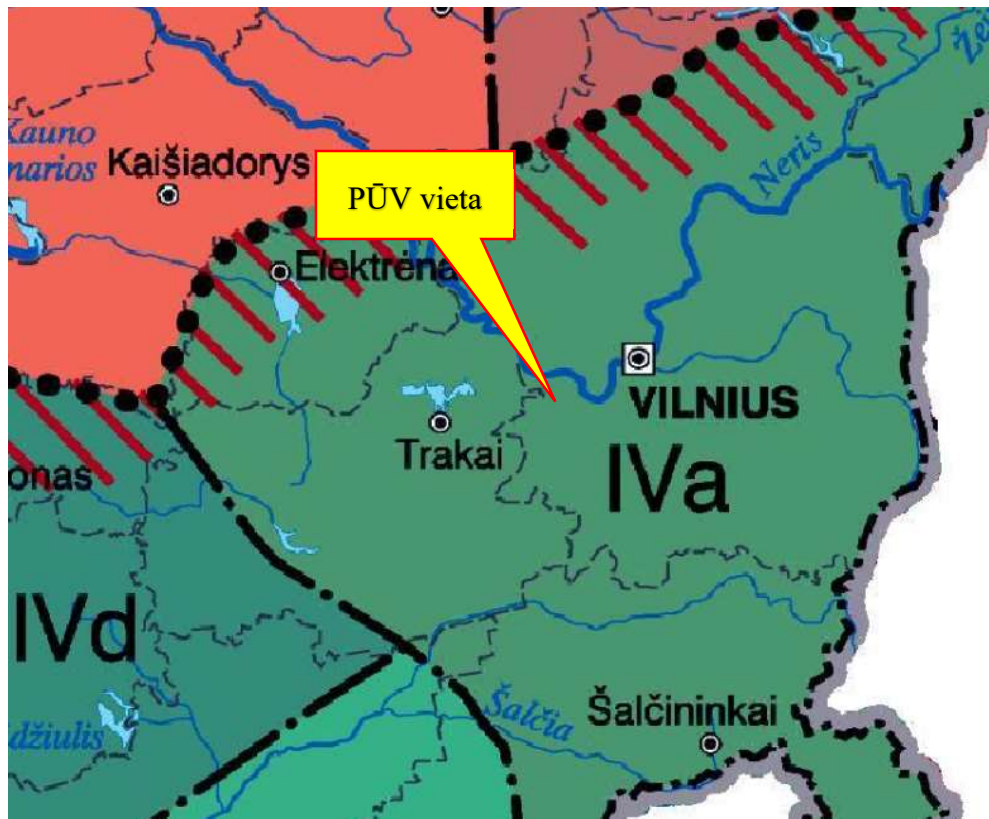 Kauno
marios
Kaišiadorys
PŪV vieta
Neris
Elektrėna
VILNIUS
Trakai
IVa
onas
IVd
Šalčia
Šalčininkai
džiulis